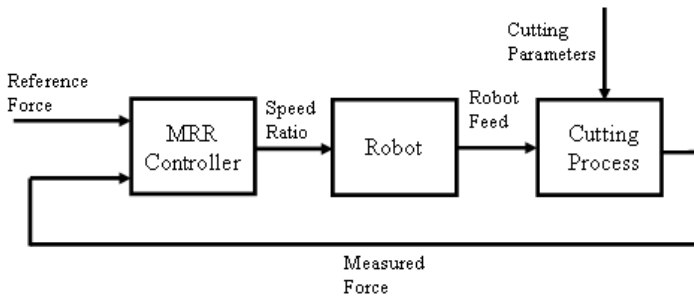 Cutting
Parameters
Reference
Force
MRR
Controller
Speed
Ratio
Robot
Robot
Feed
Cutting
Process
Measured
Force